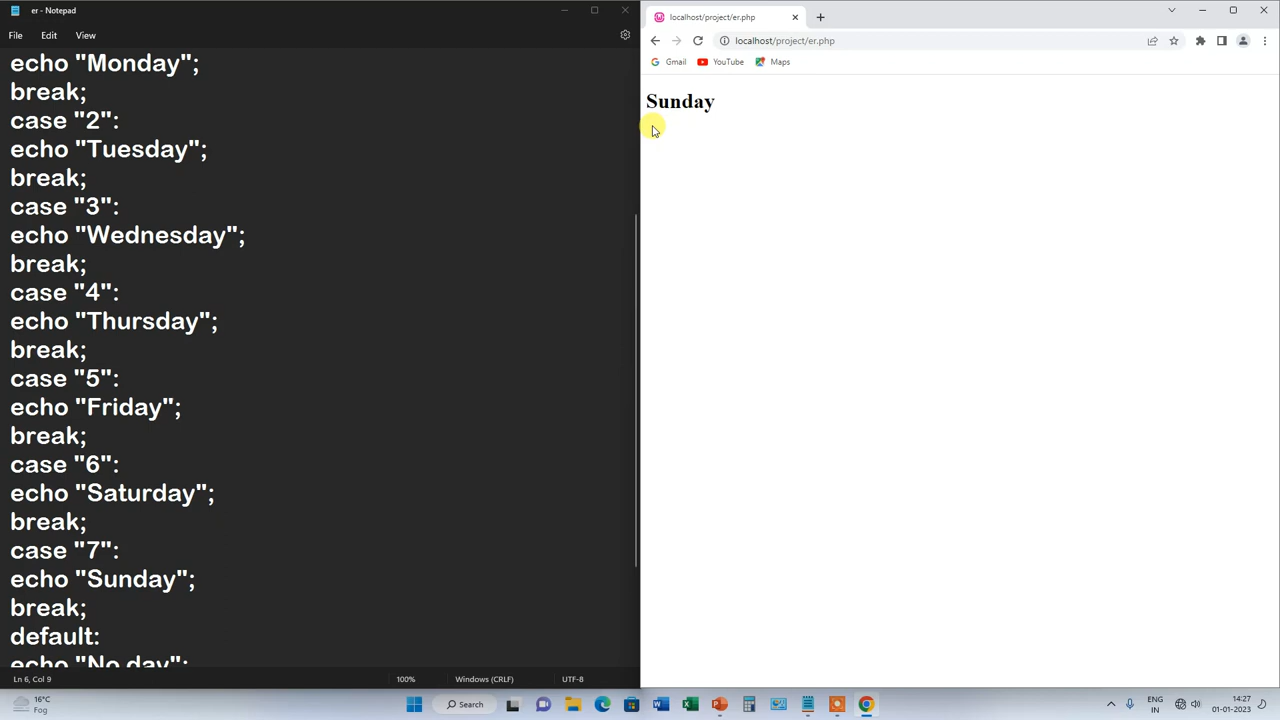 er - Notepad
File Edit View
echo "Monday";
break;
case "2":
echo "Tuesday";
break;
case "3":
echo "Wednesday";
break;
case "4":
echo "Thursday";
break;
case "5":
echo "Friday";
break;
case "6":
echo "Saturday";
break;
case "7":
echo "Sunday";
break;
default:
echo "No day";
Ln 6, Col 9 100% Windows (CRLF) UTF-8
localhost/project/er.php
localhost/project/er.php
Gmail YouTube Maps
Sunday
16°C
Fog
Search
ENG
IN
14:27
01-01-2023